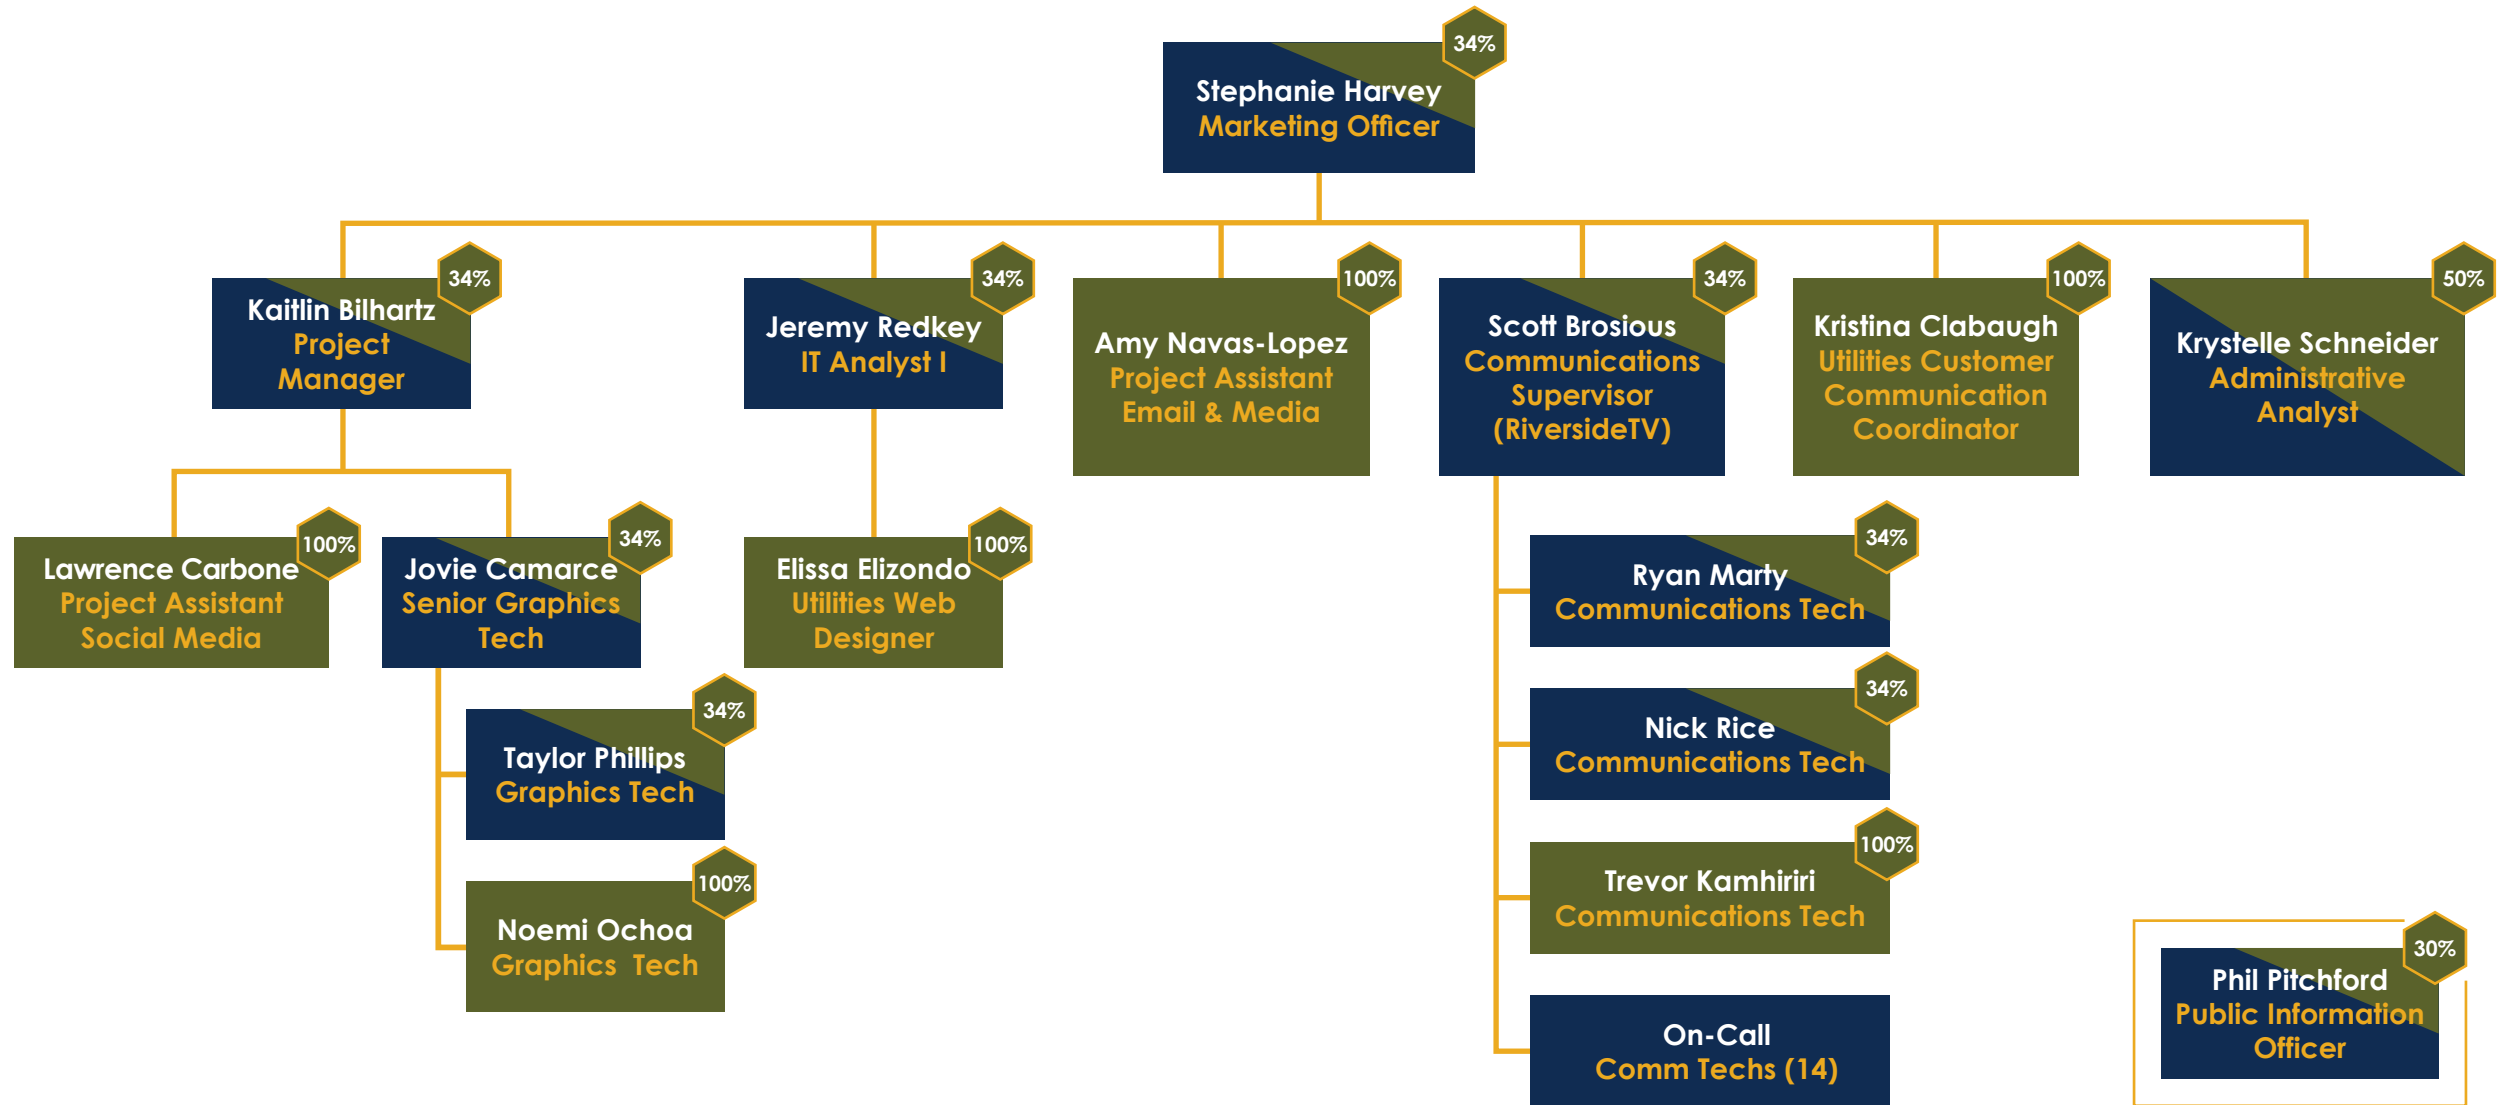 34%
Stephanie Harvey
Marketing Officer
34%
Kaitlin Bilhartz
Project
Manager
34%
Jeremy Redkey
IT Analyst I
100%
Amy Navas-Lopez
Project Assistant
Email & Media
34%
Scott Brosious
Communications
Supervisor
(RiversideTV)
100%
Kristina Clabaugh
Utilities Customer
Communication
Coordinator
50%
Krystelle Schneider
Administrative
Analyst
100%
Lawrence Carbone
Project Assistant
Social Media
34%
Jovie Camarce
Senior Graphics
Tech
34%
Taylor Phillips
Graphics Tech
100%
Noemi Ochoa
Graphics  Tech
100%
Elissa Elizondo
Utilities Web
Designer
34%
Ryan Marty
Communications Tech
34%
Nick Rice
Communications Tech
100%
Trevor Kamhiriri
Communications Tech
On-Call
Comm Techs (14)
30%
Phil Pitchford
Public Information
Officer